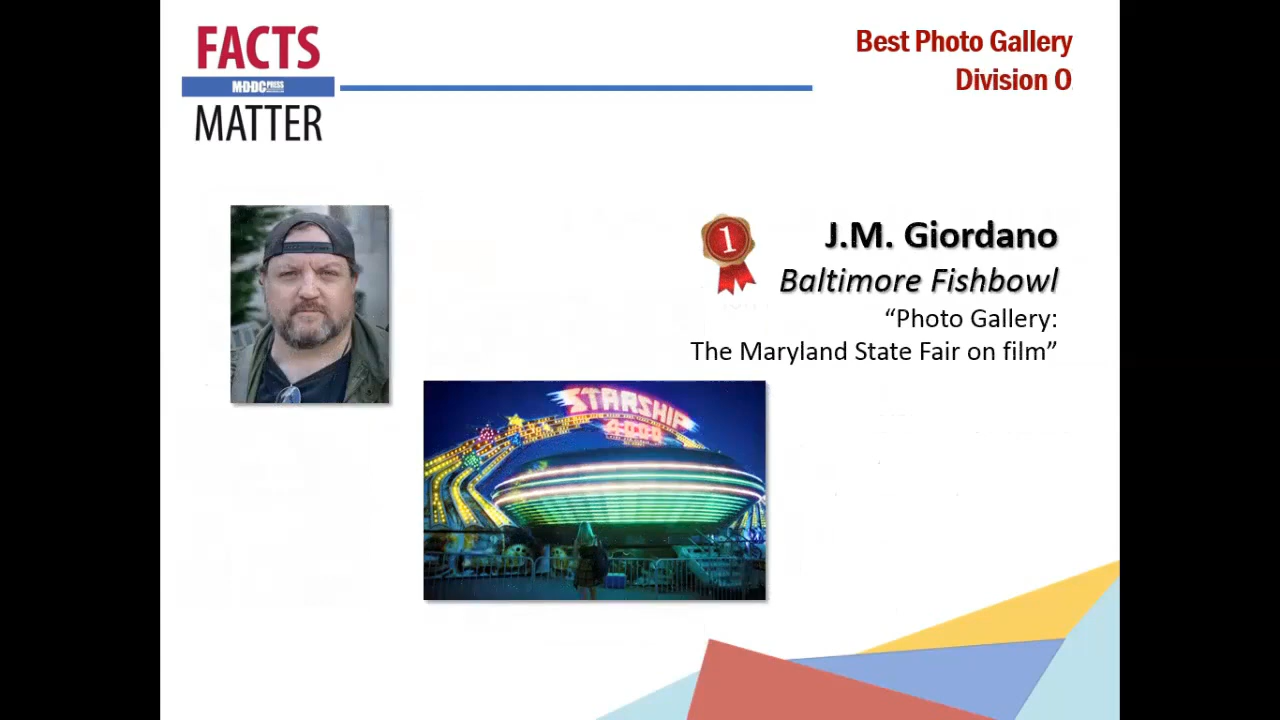 FACTS
MDDC PRESS
MATTER
Best Photo Gallery
Division O
1
J.M. Giordano
Baltimore Fishbowl
“Photo Gallery:
The Maryland State Fair on film”
STARSHIP
4000